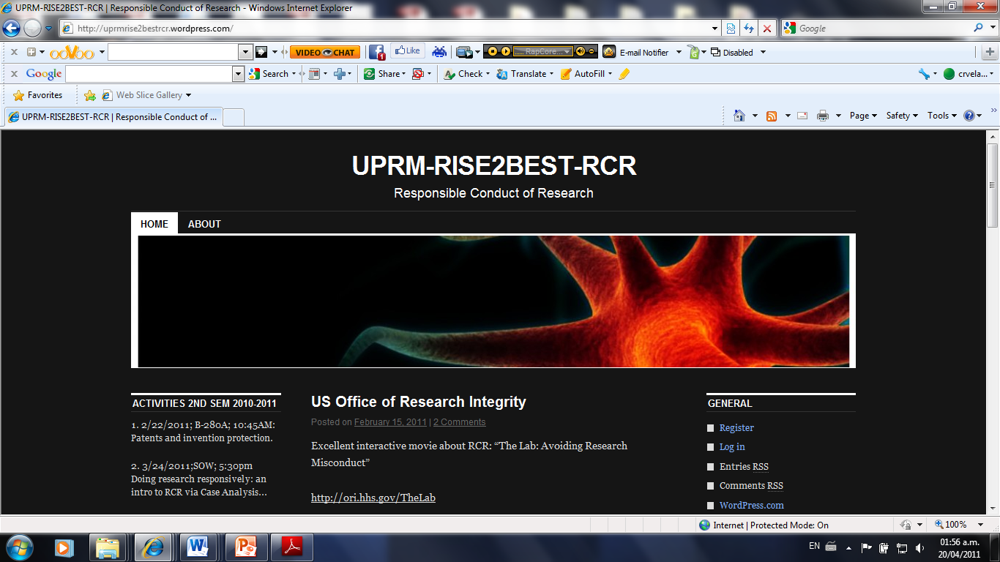 UPRM-RISE2BEST-RCR | Responsible Conduct of Research - Windows Internet Explorer
http://uprmrise2bestrcr.wordpress.com/
Google
ooVoo
VIDEO CHAT
1
Like
RapCore...
E-mail Notifier
Disabled
Google
Search
Share
Check
Translate
AutoFill
crvela...
Favorites
Web Slice Gallery
UPRM-RISE2BEST-RCR | Responsible Conduct of ...
Page
Safety
Tools
UPRM-RISE2BEST-RCR
Responsible Conduct of Research
HOME
ABOUT
ACTIVITIES 2ND SEM 2010-2011
1. 2/22/2011; B-280A; 10:45AM:
Patents and invention protection.
2. 3/24/2011;SOW; 5:30pm
Doing research responsively: an
intro to RCR via Case Analysis...
US Office of Research Integrity
Posted on February 15, 2011 | 2 Comments
Excellent interactive movie about RCR: “The Lab: Avoiding Research
Misconduct”
http://ori.hhs.gov/TheLab
GENERAL
Register
Log in
Entries RSS
Comments RSS
WordPress.com
Internet | Protected Mode: On
100%
EN
01:56 a.m.
20/04/2011